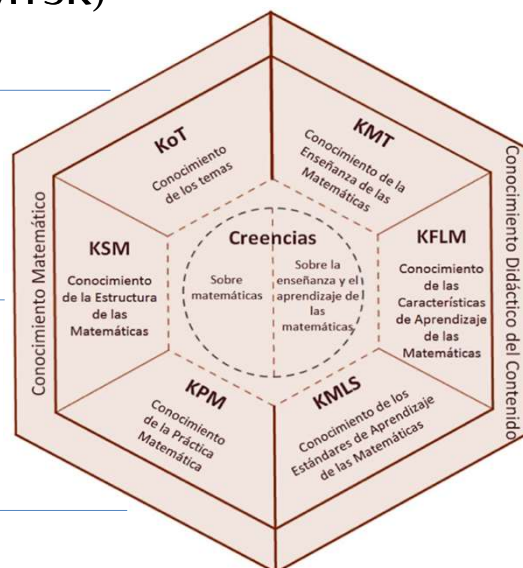 MTSK)
KoT
Conocimiento
de los temas
KMT
Conocimiento de la
Enseñanza de las
Matemáticas
Conocimiento Matemático
KSM
Conocimiento
de la Estructura
de las
Matemáticas
Creencias
Sobre
matemáticas
Sobre la
enseñanza y el
aprendizaje de
las
matemáticas
KFLM
Conocimiento
de las
Características
de Aprendizaje
de las
Matemáticas
Conocimiento Didáctico del Contenido
KPM
Conocimiento
de la Práctica
Matemática
KMLS
Conocimiento de los
Estándares de Aprendizaje
de las Matemáticas